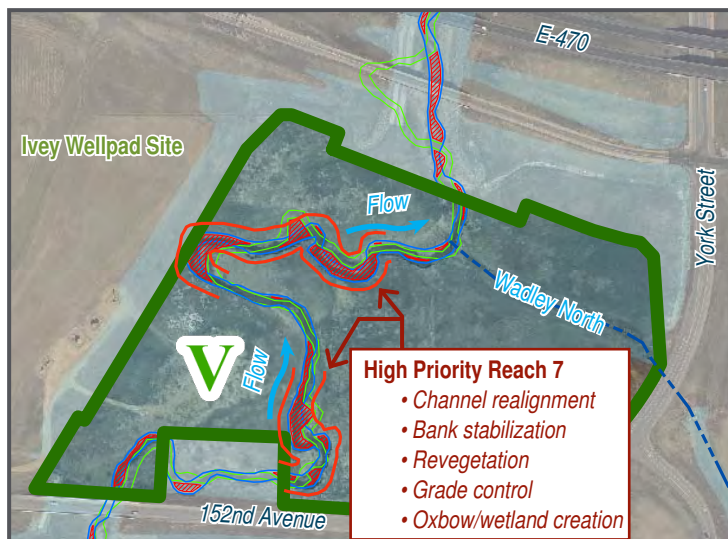 E-470
Ivey Wellpad Site
York Street
Flow
Wadley North
V
Flow
High Priority Reach 7
• Channel realignment
• Bank stabilization
• Revegetation
• Grade control
• Oxbow/wetland creation
152nd Avenue